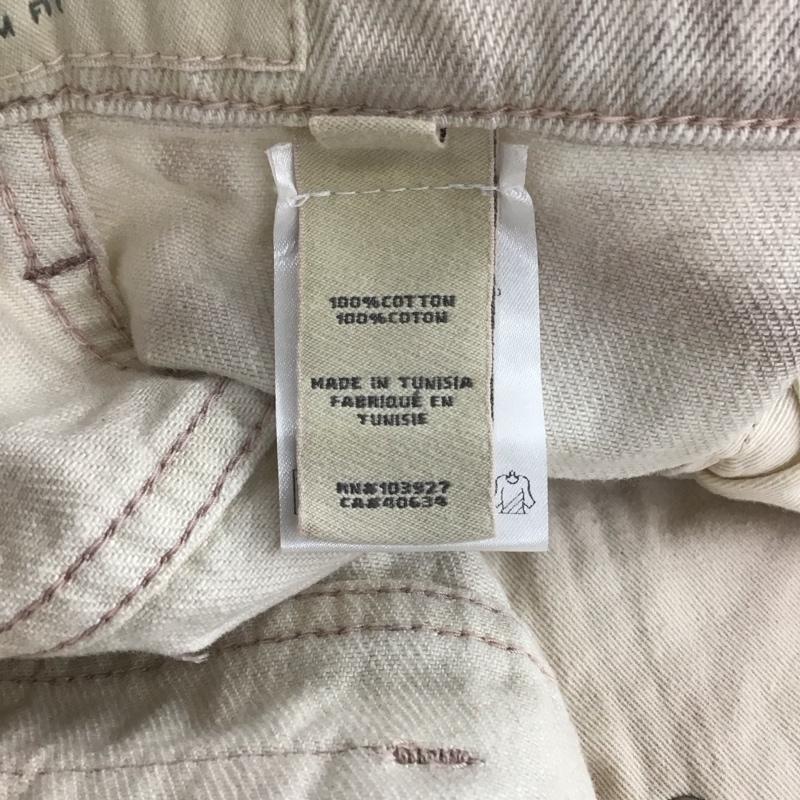 100%COTTON
100%COTON
MADE IN TUNISIA
FABRIQUÉ EN
TUNISIE
RN#103927
CA#40634